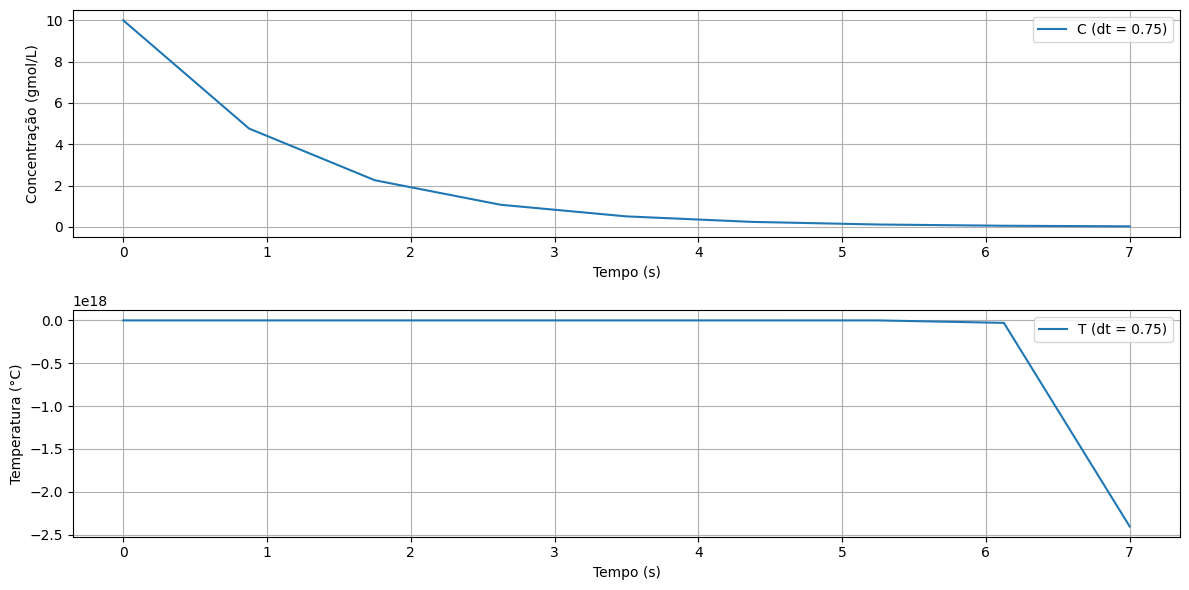 10
8
6
4
2
0
Concentração (gmol/L)
C (dt = 0.75)
0 1 2 3 4 5 6 7
Tempo (s)
1e18
0.0
−0.5
−1.0
−1.5
−2.0
−2.5
Temperatura (°C)
T (dt = 0.75)
0 1 2 3 4 5 6 7
Tempo (s)